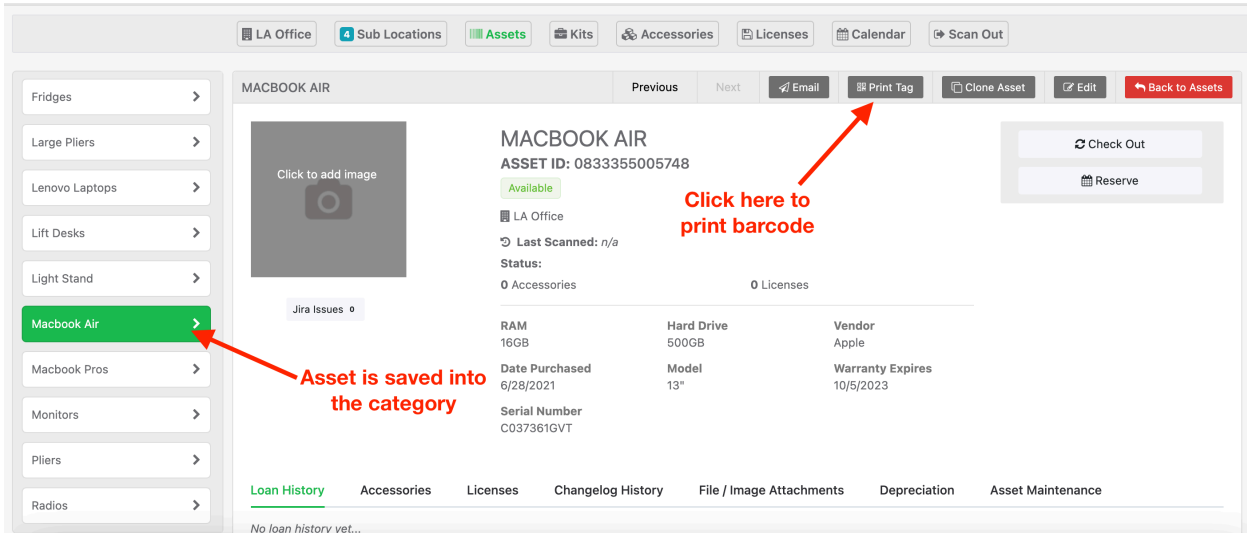 LA Office
4 Sub Locations
Assets
Kits
Accessories
Licenses
Calendar
Scan Out
Fridges
Large Pliers
Lenovo Laptops
Lift Desks
Light Stand
Macbook Air
Macbook Pros
Monitors
Pliers
Radios
MACBOOK AIR
Previous
Next
Email
Print Tag
Clone Asset
Edit
Back to Assets
Click to add image
Jira Issues 0
MACBOOK AIR
ASSET ID: 0833355005748
Available
LA Office
Last Scanned: n/a
Status:
0 Accessories
0 Licenses
Check Out
Reserve
Click here to
print barcode
Asset is saved into
the category
RAM
16GB
Hard Drive
500GB
Vendor
Apple
Date Purchased
6/28/2021
Model
13"
Warranty Expires
10/5/2023
Serial Number
C037361GVT
Loan History
Accessories
Licenses
Changelog History
File / Image Attachments
Depreciation
Asset Maintenance
No loan history yet...